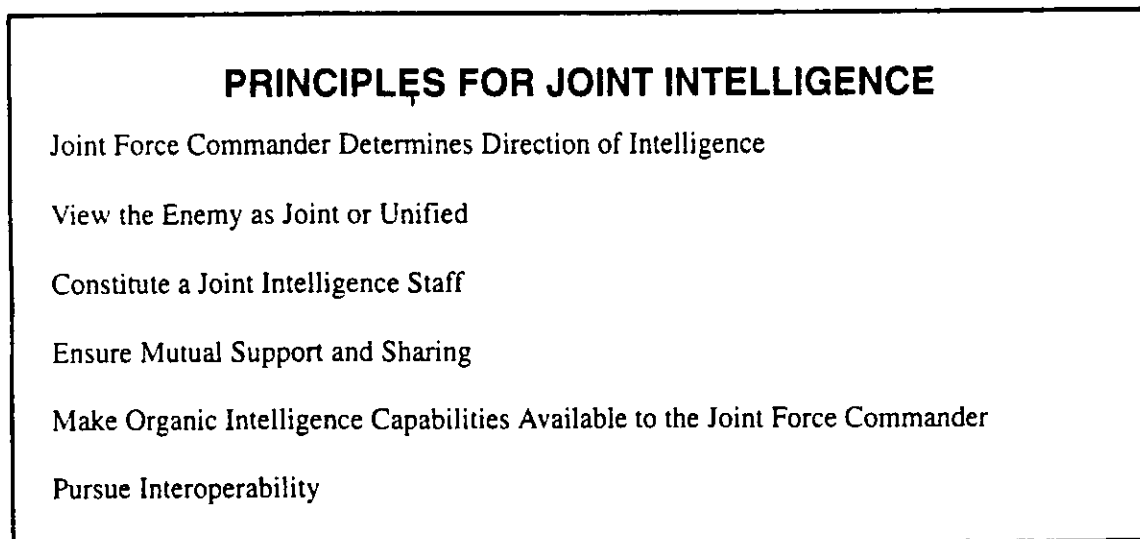 PRINCIPLES FOR JOINT INTELLIGENCE
Joint Force Commander Determines Direction of Intelligence
View the Enemy as Joint or Unified
Constitute a Joint Intelligence Staff
Ensure Mutual Support and Sharing
Make Organic Intelligence Capabilities Available to the Joint Force Commander
Pursue Interoperability